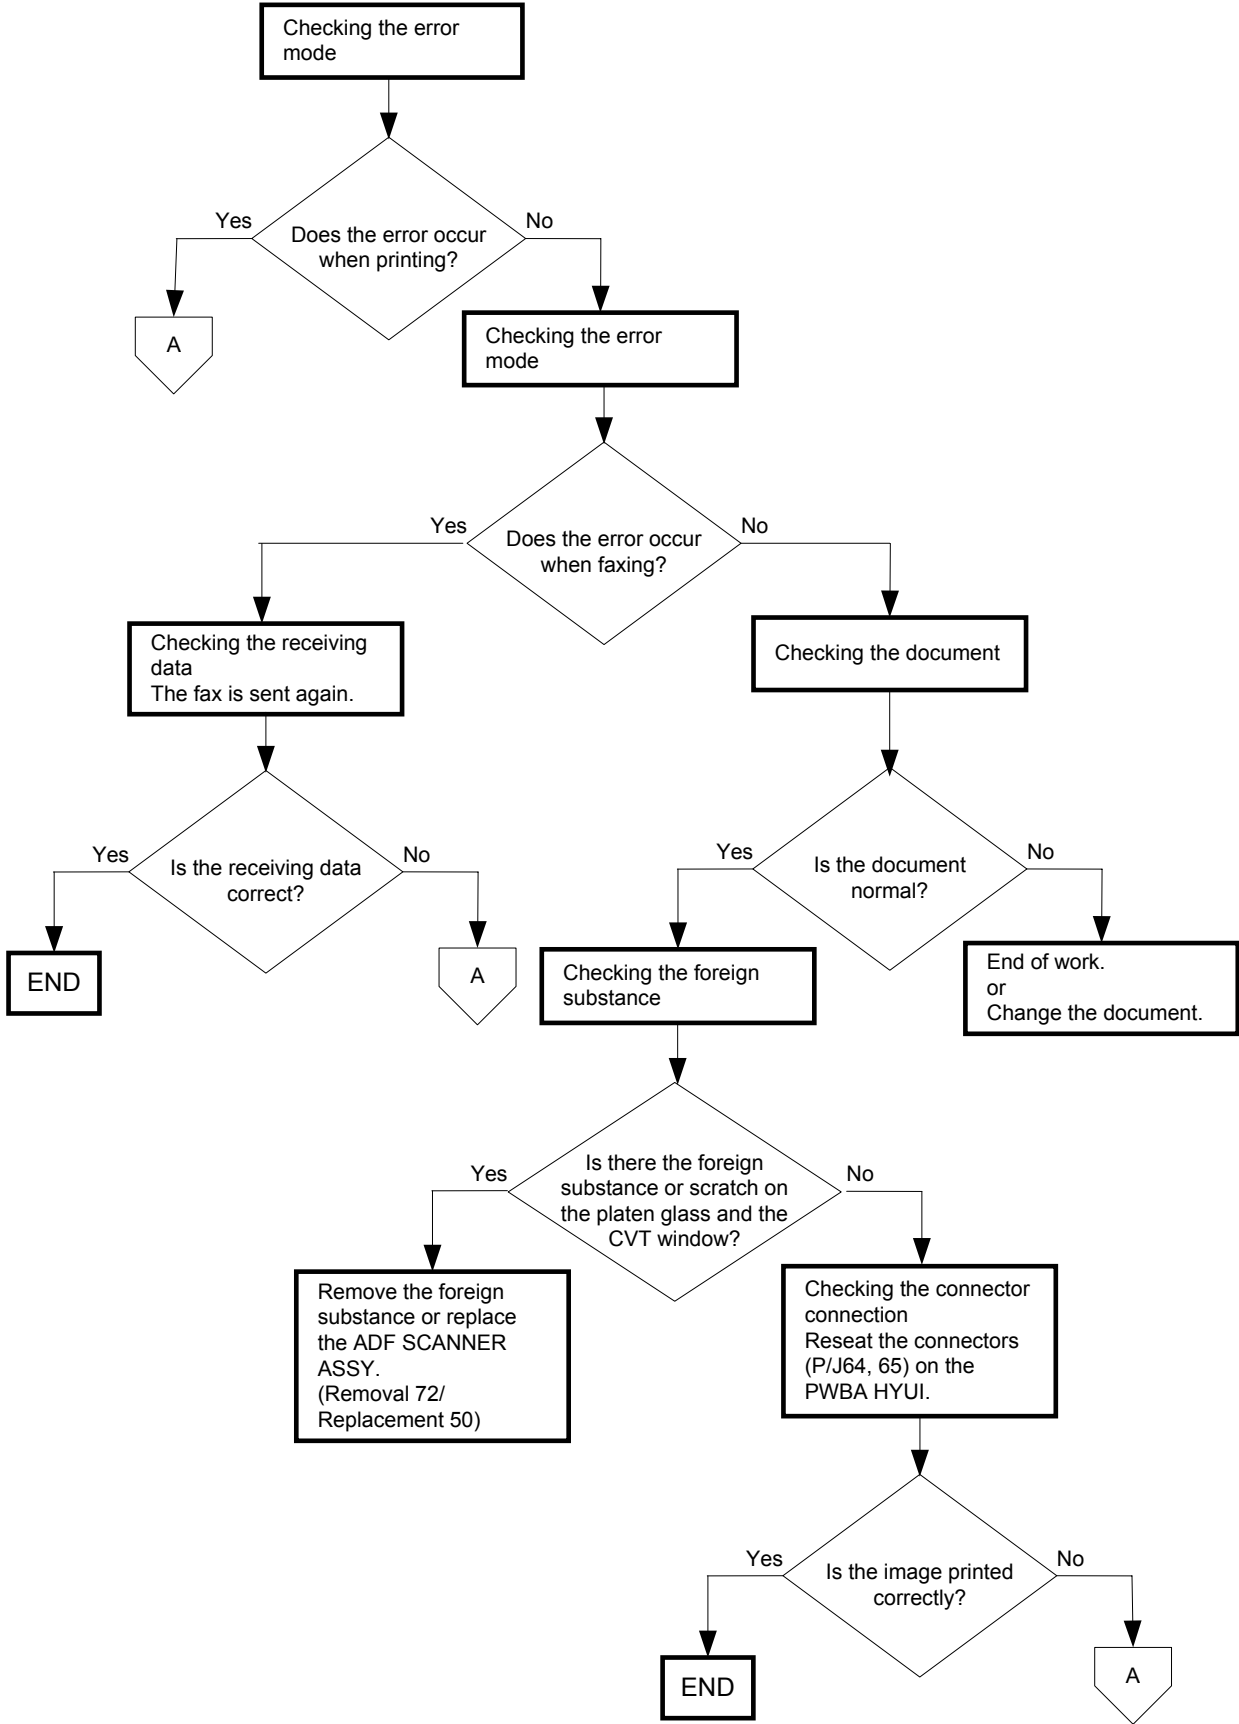 Checking the error
mode
Yes
No
Does the error occur
when printing?
A
Checking the error
mode
Yes
No
Does the error occur
when faxing?
Checking the receiving
data
The fax is sent again.
Checking the document
Yes
No
Is the receiving data
correct?
Yes
No
Is the document
normal?
END
A
Checking the foreign
substance
End of work.
or
Change the document.
Yes
No
Is there the foreign
substance or scratch on
the platen glass and the
CVT window?
Remove the foreign
substance or replace
the ADF SCANNER
ASSY.
(Removal 72/
Replacement 50)
Checking the connector
connection
Reseat the connectors
(P/J64, 65) on the
PWBA HYUI.
Yes
No
Is the image printed
correctly?
END
A